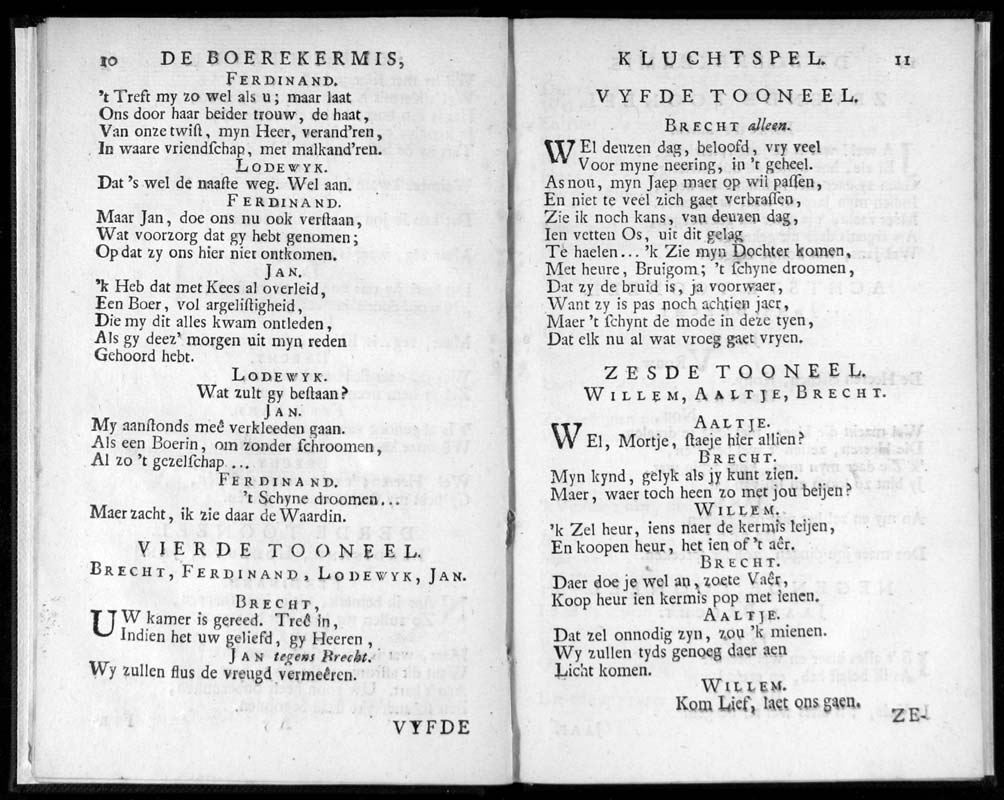 10 DE BOEREKERMIS,
FERDINAND.
't Treft my zo wel als u; maar laat
Ons door haar beider trouw, de haat,
Van onze twiſt, myn Heer, verand'ren,
In waare vriendſchap, met malkand'ren.
LODEWYK.
Dat 's wel de naaſte weg. Wel aan.
FERDINAND.
Maar Jan, doe ons nu ook verſtaan,
Wat voorzorg dat gy hebt genomen;
Op dat zy ons hier niet ontkomen.
JAN.
'k Heb dat met Kees al overleid,
Een Boer, vol argeliſtigheid,
Die my dit alles kwam ontleden,
Als gy deez' morgen uit myn reden
Gehoord hebt.
LODEWYK.
Wat zult gy beſtaan?
JAN.
My aanſtonds meê verkleeden gaan.
Als een Boerin, om zonder ſchroomen,
Al zo 't gezelſchap....
FERDINAND.
't Schyne droomen...
Maer zacht, ik zie daar de Waardin.
VIERDE TOONEEL.
BRECHT, FERDINAND, LODEWYK, JAN.
BRECHT,
UW kamer is gereed. Treê in,
Indien het uw geliefd, gy Heeren,
JAN tegens Brecht.
Wy zullen flus de vreugd vermeêren.
VYFDE
KLUCHTSPEL. 11
VYFDE TOONEEL.
BRECHT alleen.
WEl deuzen dag, beloofd, vry veel
Voor myne neering, in 't geheel.
As nou, myn Jaep maer op wil paſſen,
En niet te veel zich gaet verbraſſen,
Zie ik noch kans, van deuzen dag,
Ien vetten Os, uit dit gelag
Te haelen... 'k Zie myn Dochter komen,
Met heure, Bruigom; 't ſchyne droomen,
Dat zy de bruid is, ja voorwaer,
Want zy is pas noch achtien jaer,
Maer 't ſchynt de mode in deze tyen,
Dat elk nu al wat vroeg gaet vryen.
ZESDE TOONEEL.
WILLEM, AALTJE, BRECHT.
AALTJE.
WEl, Mortje, ſtaeje hier allien?
BRECHT.
Myn kynd, gelyk als jy kunt zien.
Maer, waer toch heen zo met jou beijen?
WILLEM.
'k Zel heur, iens naer de kermis leijen,
En koopen heur, het ien of 't aêr.
BRECHT.
Daer doe je wel an, zoete Vaêr,
Koop heur ien kermis pop met ienen.
AALTJE.
Dat zel onnodig zyn, zou 'k mienen.
Wy zullen tyds genoeg daer aen
Licht komen.
WILLEM.
Kom Lief, laet ons gaen.
ZE-